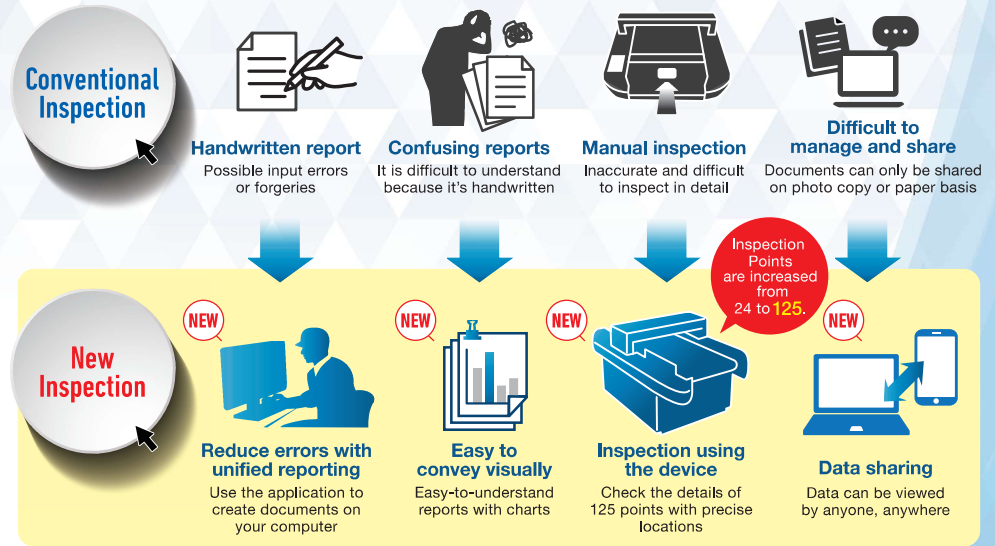 Conventional
Inspection
Handwritten report
Possible input errors
or forgeries
Confusing reports
It is difficult to understand
because it's handwritten
Manual inspection
Inaccurate and difficult
to inspect in detail
Difficult to
manage and share
Documents can only be shared
on photo copy or paper basis
Inspection
Points
are increased
from
24 to 125.
New
Inspection
NEW
Reduce errors with
unified reporting
Use the application to
create documents on
your computer
NEW
Easy to
convey visually
Easy-to-understand
reports with charts
NEW
Inspection using
the device
Check the details of
125 points with precise
locations
NEW
Data sharing
Data can be viewed
by anyone, anywhere